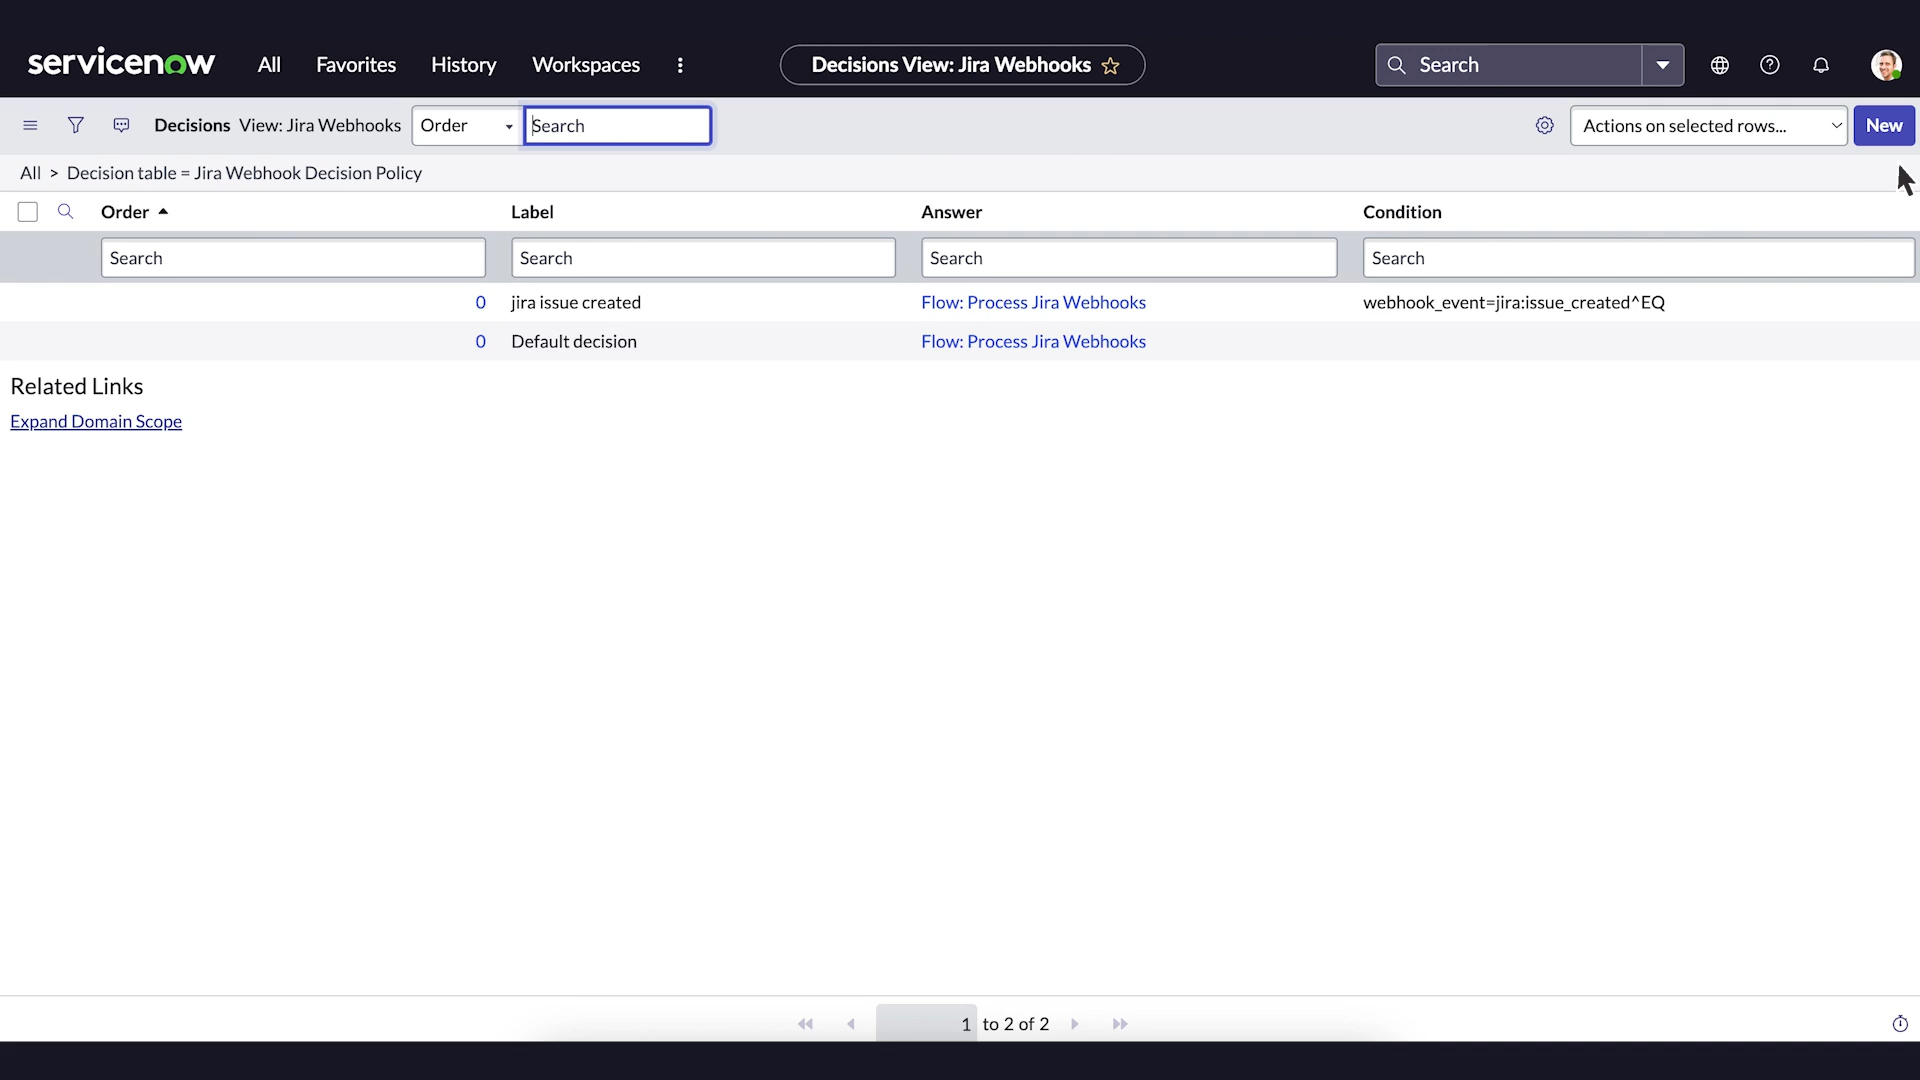 servicenow All Favorites History Workspaces Decisions View: Jira Webhooks Search
Decisions View: Jira Webhooks Order Search Actions on selected rows... New
All > Decision table = Jira Webhook Decision Policy
Order Label Answer Condition
Search Search Search Search
0 jira issue created Flow: Process Jira Webhooks webhook_event=jira:issue_created^EQ
0 Default decision Flow: Process Jira Webhooks
Related Links
Expand Domain Scope
1 to 2 of 2